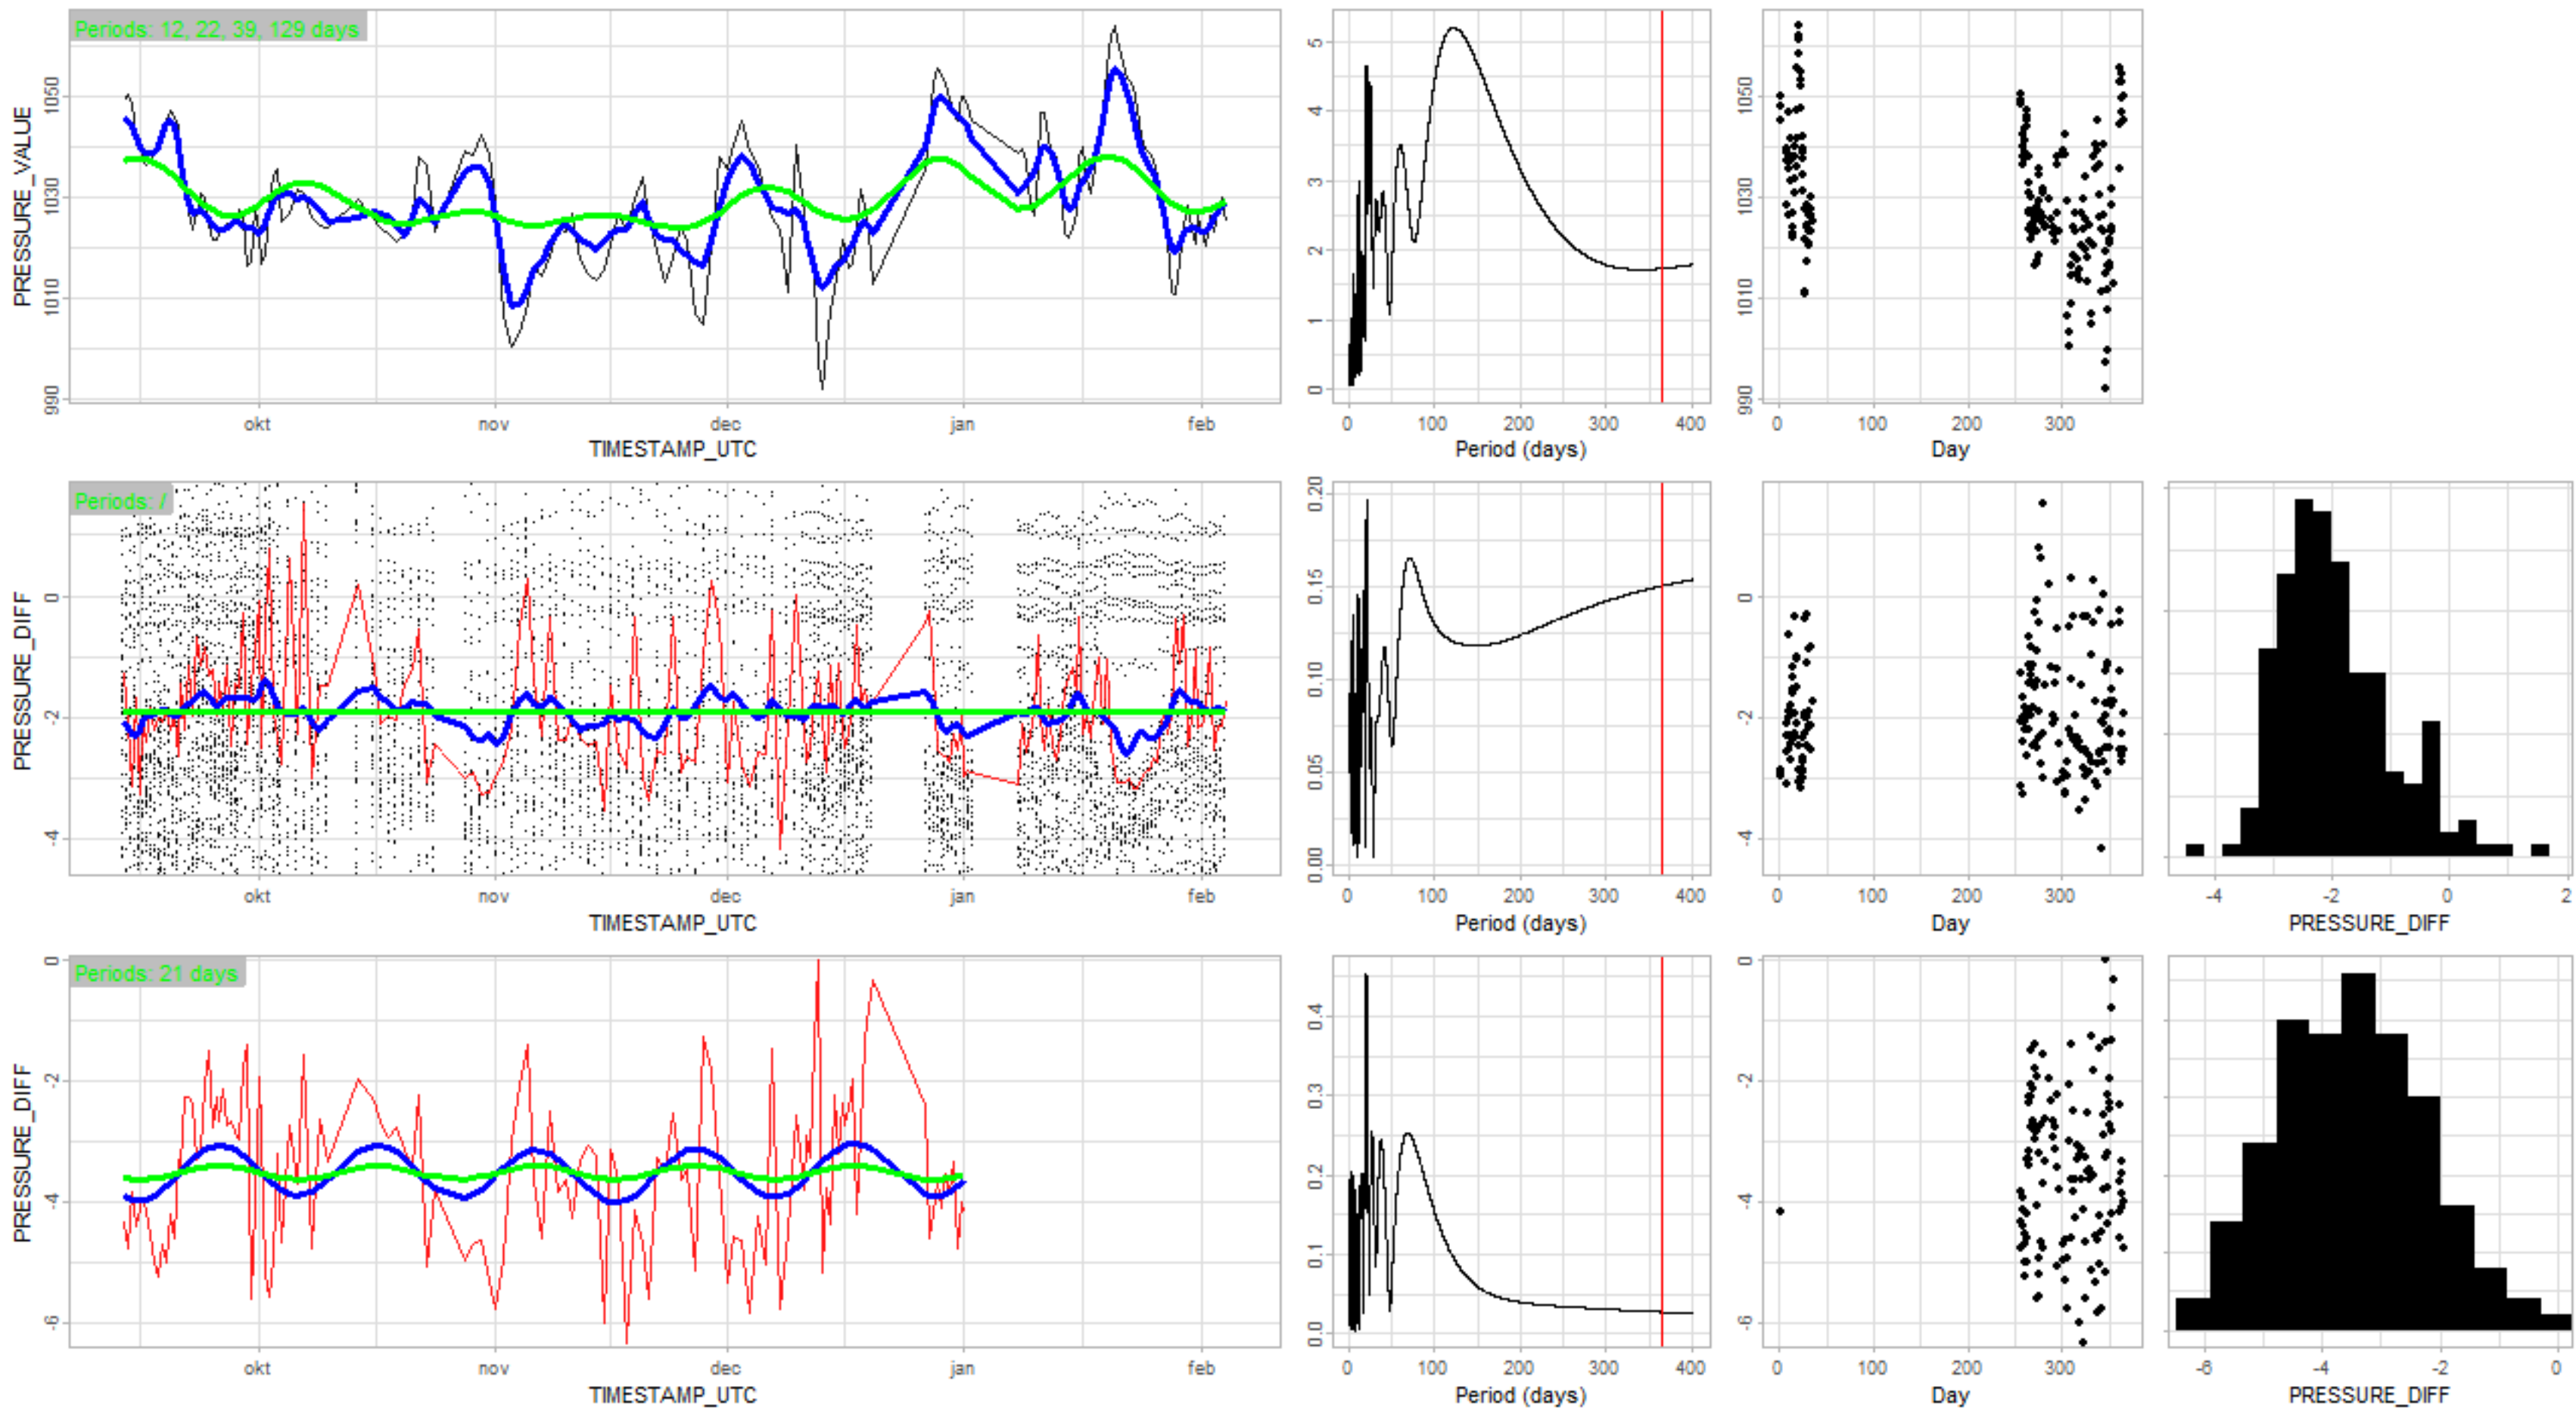 Periods: 12, 22, 39, 129 days
PRESSURE_VALUE
990 1010 1030 1050
okt nov dec jan feb
TIMESTAMP_UTC
0 1 2 3 4 5
0 100 200 300 400
Period (days)
990 1010 1030 1050
0 100 200 300
Day
Periods: /
PRESSURE_DIFF
-4 -2 0
okt nov dec jan feb
TIMESTAMP_UTC
0.00 0.05 0.10 0.15 0.20
0 100 200 300 400
Period (days)
-4 -2 0
0 100 200 300
Day
-4 -2 0 2
PRESSURE_DIFF
Periods: 21 days
PRESSURE_DIFF
-6 -4 -2 0
okt nov dec jan feb
TIMESTAMP_UTC
0.0 0.1 0.2 0.3 0.4
0 100 200 300 400
Period (days)
-6 -4 -2 0
0 100 200 300
Day
-6 -4 -2 0
PRESSURE_DIFF